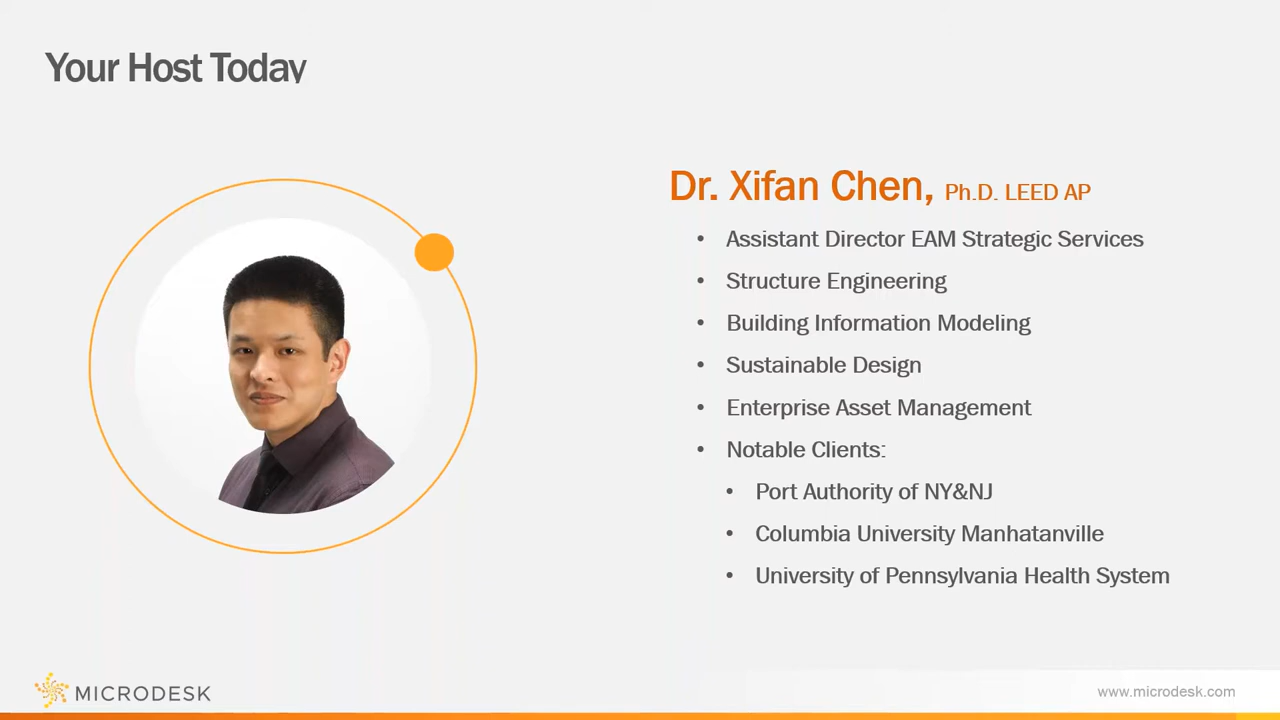 Your Host Today
Dr. Xifan Chen, Ph.D. LEED AP
• Assistant Director EAM Strategic Services
• Structure Engineering
• Building Information Modeling
• Sustainable Design
• Enterprise Asset Management
• Notable Clients:
• Port Authority of NY&NJ
• Columbia University Manhatanville
• University of Pennsylvania Health System
MICRODESK
www.microdesk.com